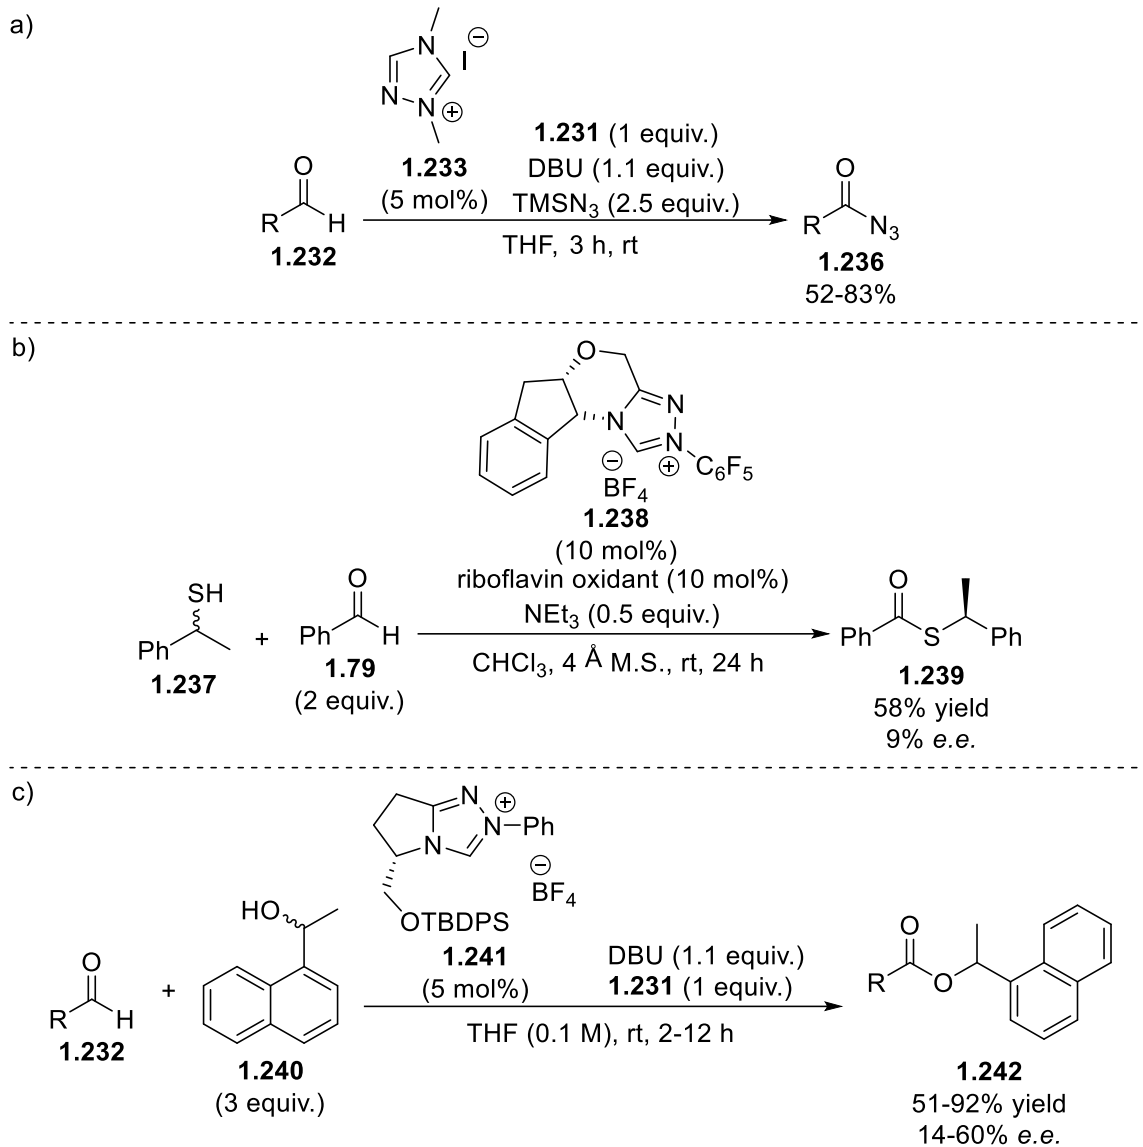 a)
N
N
N
I
⊖
⊕
1.233
(5 mol%)
1.231 (1 equiv.)
DBU (1.1 equiv.)
TMSN₃ (2.5 equiv.)
THF, 3 h, rt
O
R
H
1.232
O
R
N₃
1.236
52-83%
b)
O
N
N
N
⊕
C₆F₅
⊖
BF₄
1.238
(10 mol%)
riboflavin oxidant (10 mol%)
NEt₃ (0.5 equiv.)
CHCl₃, 4 Å M.S., rt, 24 h
SH
Ph
1.237
+
O
Ph
H
1.79
(2 equiv.)
O
Ph
S
Ph
1.239
58% yield
9% e.e.
c)
N
N
N
⊕
Ph
⊖
BF₄
OTBDPS
1.241
(5 mol%)
DBU (1.1 equiv.)
1.231 (1 equiv.)
THF (0.1 M), rt, 2-12 h
O
R
H
1.232
+
HO
1.240
(3 equiv.)
O
R
O
1.242
51-92% yield
14-60% e.e.